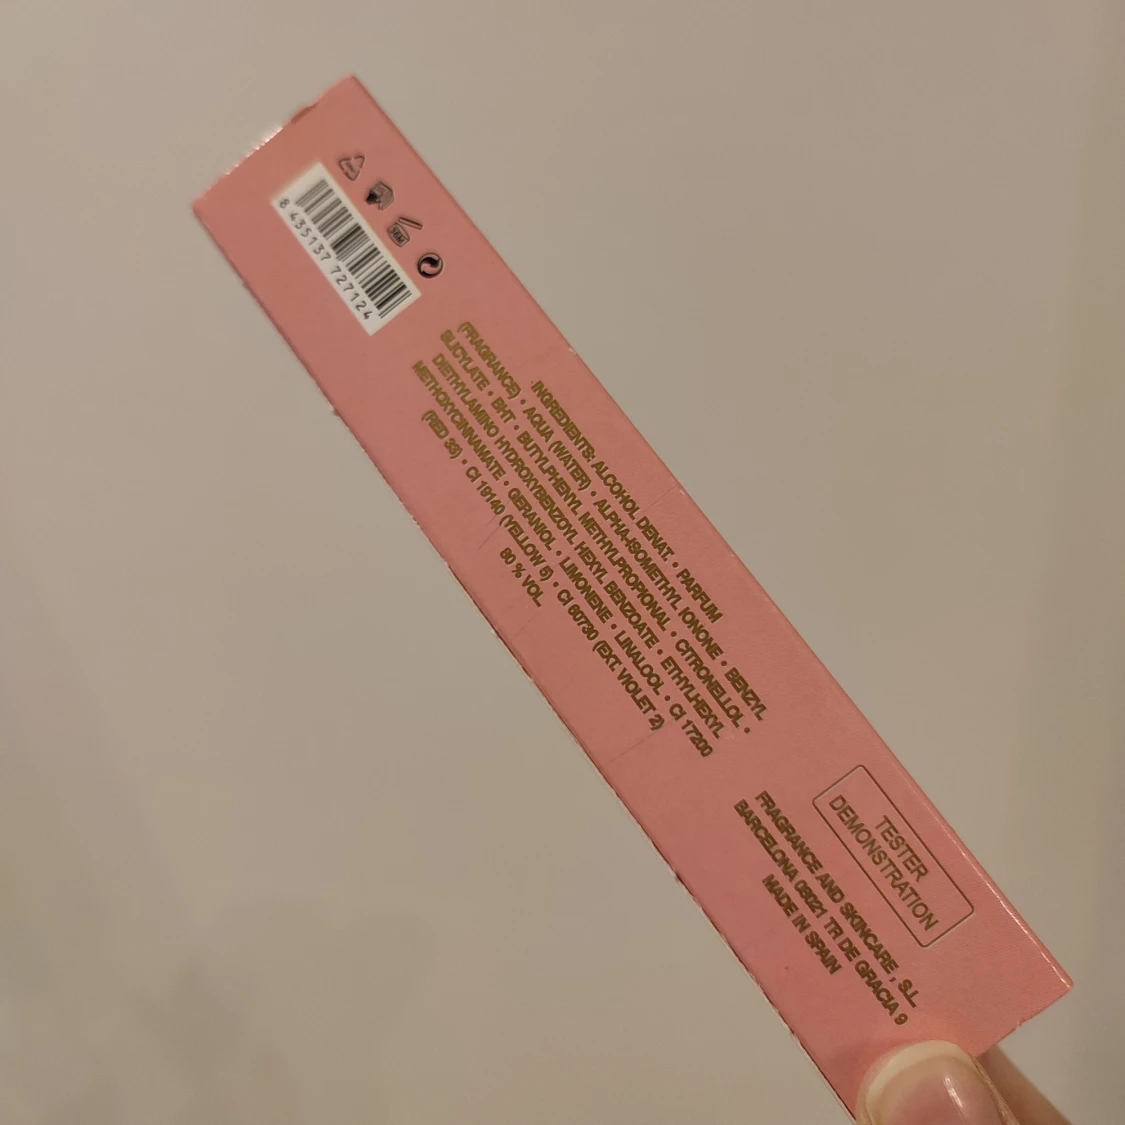 8 435137 727124
INGREDIENTS: ALCOHOL DENAT. • PARFUM
(FRAGRANCE) • AQUA (WATER) • ALPHA-ISOMETHYL IONONE • BENZYL
SLICYLATE • BHT • BUTYLPHENYL METHYLPROPIONAL • CITRONELLOL •
DIETHYLAMINO HYDROXYBENZOYL HEXYL BENZOATE • ETHYLHEXYL
METHOXYCINNAMATE • GERANIOL • LIMONENE • LINALOOL • CI 17200
(RED 33) • CI 19140 (YELLOW 5) • CI 60730 (EXT. VIOLET 2)
80 % VOL.
TESTER
DEMONSTRATION
FRAGRANCE AND SKINCARE, S.L.
BARCELONA 08021 TR DE GRACIA 9
MADE IN SPAIN